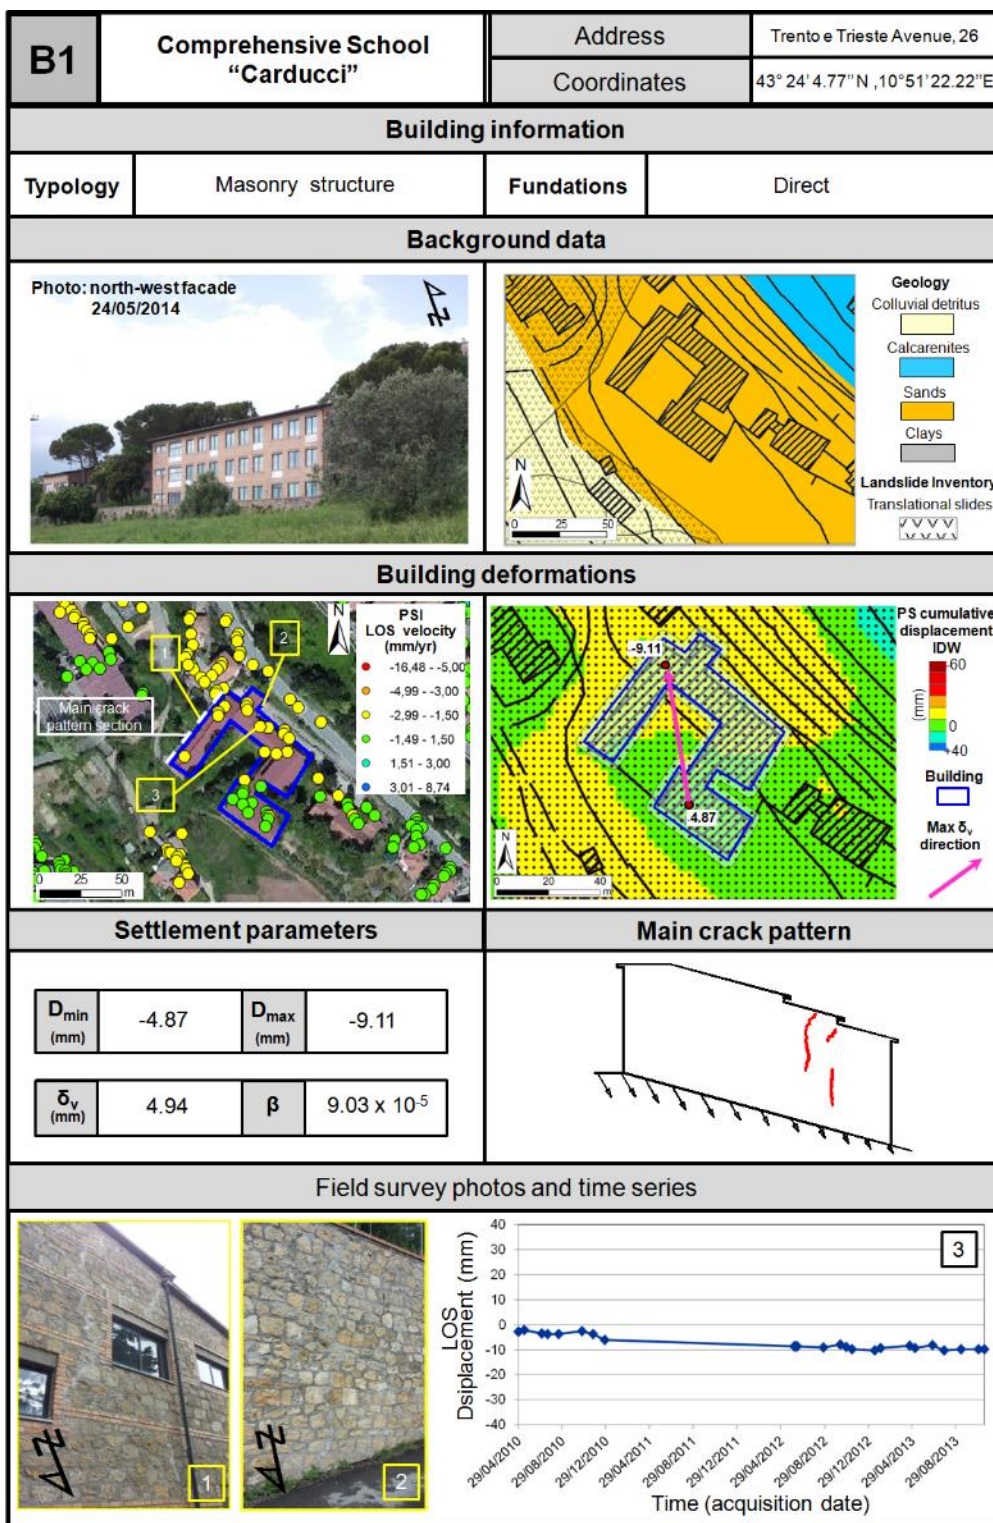 B1
Comprehensive School
“Carducci”
Address
Trento e Trieste Avenue, 26
Coordinates
43° 24’ 4.77’’ N ,10°51’22.22’’E
Building information
Typology
Masonry structure
Fundations
Direct
Background data
Photo: north-west facade
24/05/2014
N
N
0 25 50
Geology
Colluvial detritus
Calcarenites
Sands
Clays
Landslide Inventory
Translational slides
Building deformations
1
2
3
Main crack
pattern section
N
PSI
LOS velocity
(mm/yr)
-16,48 - -5,00
-4,99 - -3,00
-2,99 - -1,50
-1,49 - 1,50
1,51 - 3,00
3,01 - 8,74
0 25 50
m
-9.11
-4.87
N
0 20 40
m
PS cumulative
displacement
IDW
-60
(mm)
0
+40
Building
Max δv
direction
Settlement parameters
Main crack pattern
Dmin
(mm)
-4.87
Dmax
(mm)
-9.11
δv
(mm)
4.94
β
9.03 x 10-5
Field survey photos and time series
N
1
N
2
3
LOS
Dsiplacement (mm)
40
30
20
10
0
-10
-20
-30
-40
29/04/2010
29/08/2010
29/12/2010
29/04/2011
29/08/2011
29/12/2011
29/04/2012
29/08/2012
29/12/2012
29/04/2013
29/08/2013
Time (acquisition date)